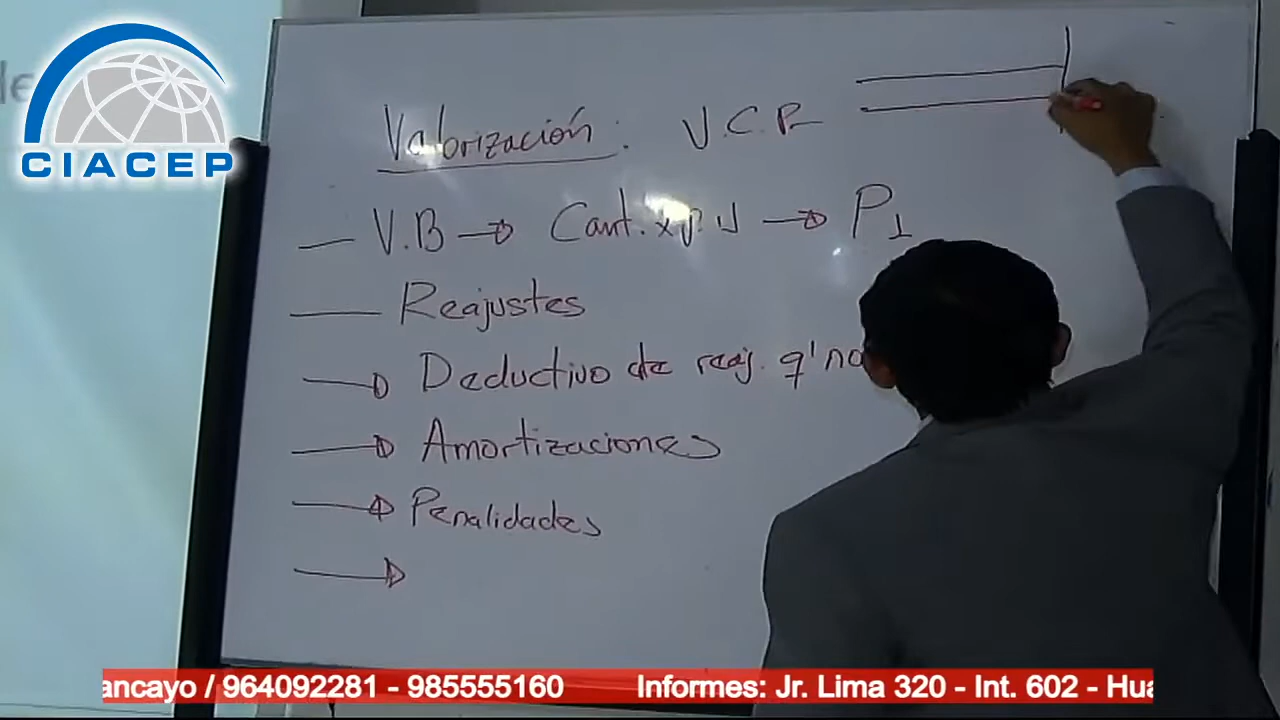 CIACEP
Valorización: V.C.P
V.B → Cant. x P.U → P1
Reajustes
Deductivo de reaj. q' no
Amortizaciones
Penalidades
ancayo / 964092281 - 985555160 Informes: Jr. Lima 320 - Int. 602 - Hua